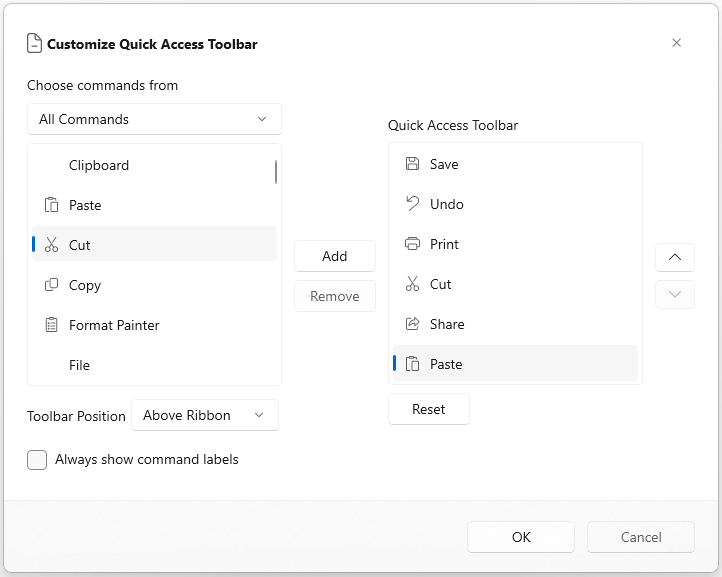 Customize Quick Access Toolbar
Choose commands from
All Commands
Clipboard
Paste
Cut
Copy
Format Painter
File
Add
Remove
Quick Access Toolbar
Save
Undo
Print
Cut
Share
Paste
Reset
Toolbar Position
Above Ribbon
Always show command labels
OK
Cancel